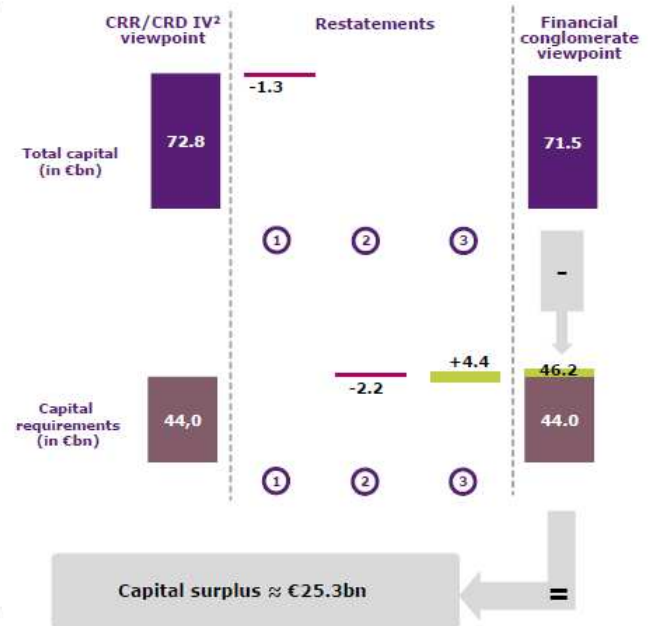 CRR/CRD IV²
viewpoint
Restatements
Financial
conglomerate
viewpoint
-1.3
Total capital
(in €bn)
72.8
71.5
1
2
3
-
+4.4
46.2
-2.2
Capital
requirements
(in €bn)
44,0
44.0
1
2
3
Capital surplus ≈ €25.3bn
=